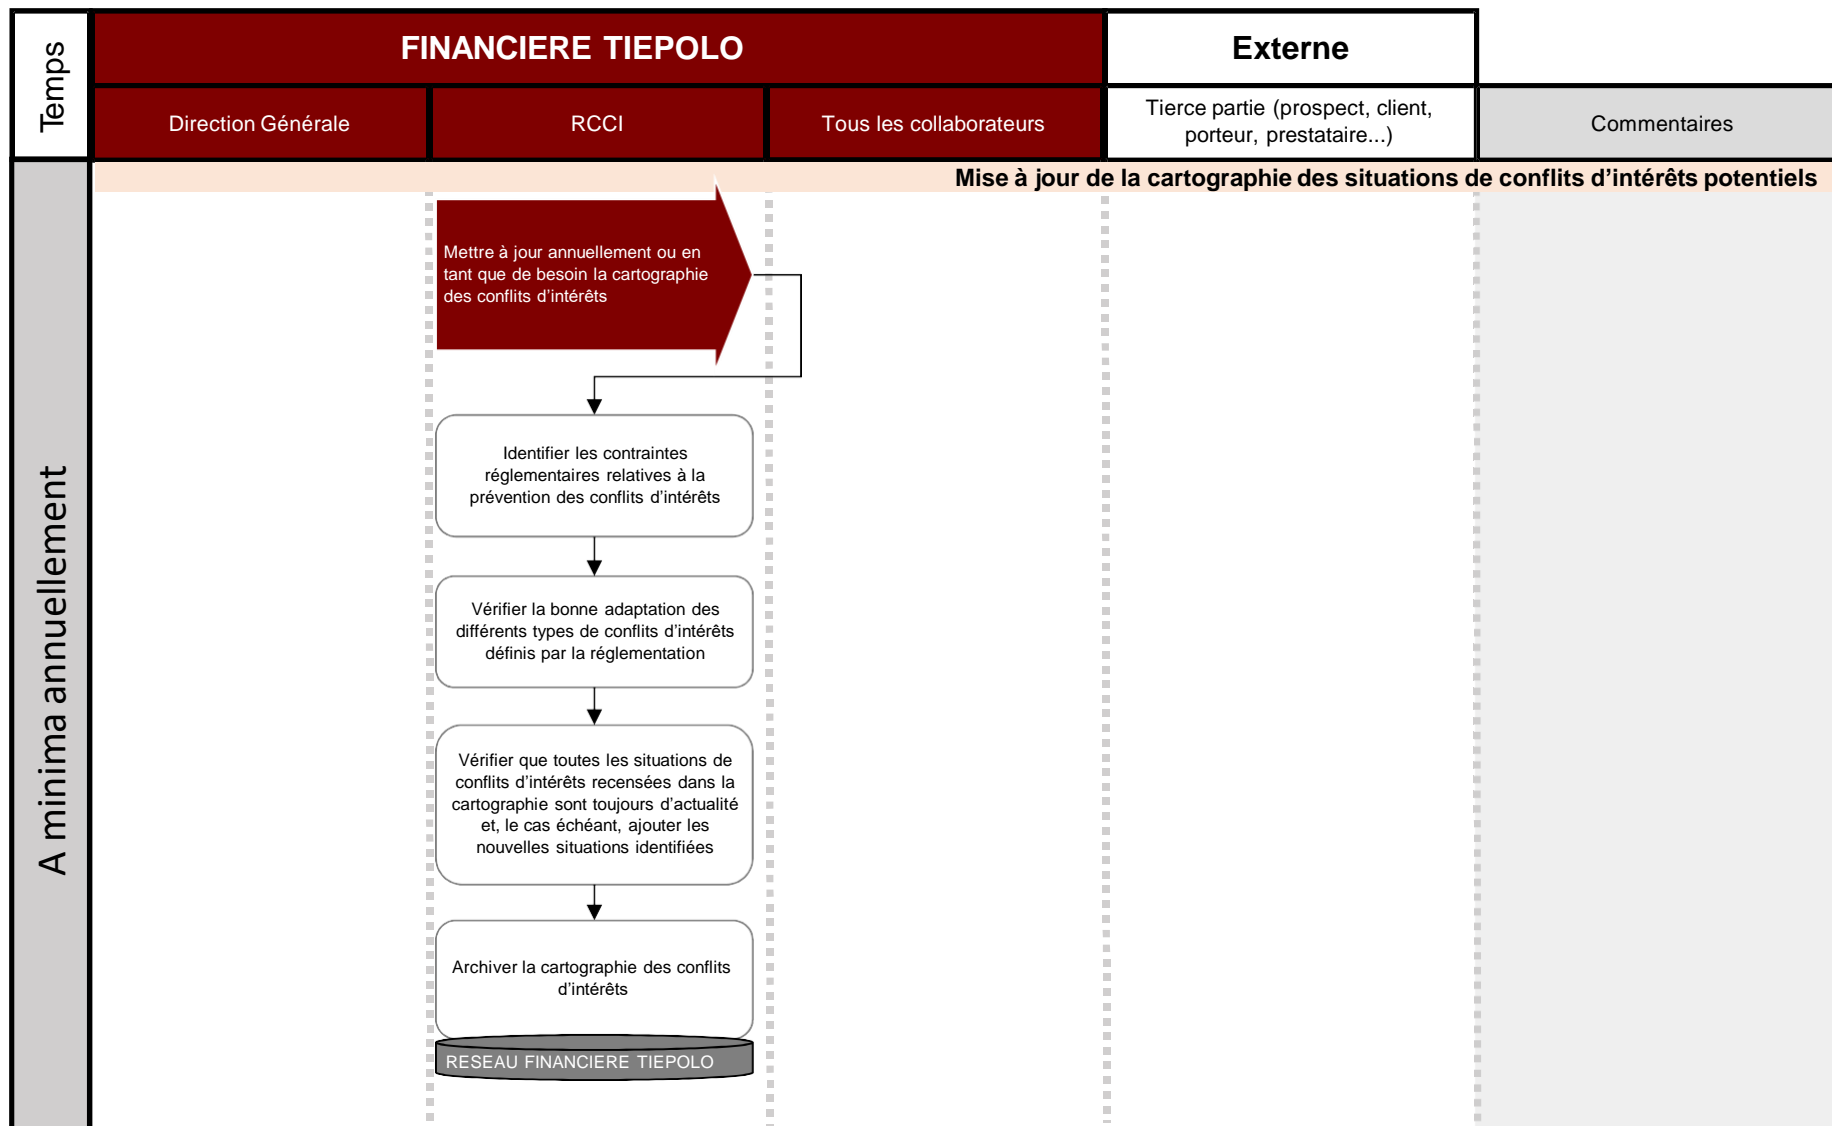 Temps
FINANCIERE TIEPOLO
Externe
Direction Générale
RCCI
Tous les collaborateurs
Tierce partie (prospect, client,
porteur, prestataire...)
Commentaires
Mise à jour de la cartographie des situations de conflits d’intérêts potentiels
A minima annuellement
Mettre à jour annuellement ou en
tant que de besoin la cartographie
des conflits d’intérêts
Identifier les contraintes
réglementaires relatives à la
prévention des conflits d’intérêts
Vérifier la bonne adaptation des
différents types de conflits d’intérêts
définis par la réglementation
Vérifier que toutes les situations de
conflits d’intérêts recensées dans la
cartographie sont toujours d’actualité
et, le cas échéant, ajouter les
nouvelles situations identifiées
Archiver la cartographie des conflits
d’intérêts
RESEAU FINANCIERE TIEPOLO